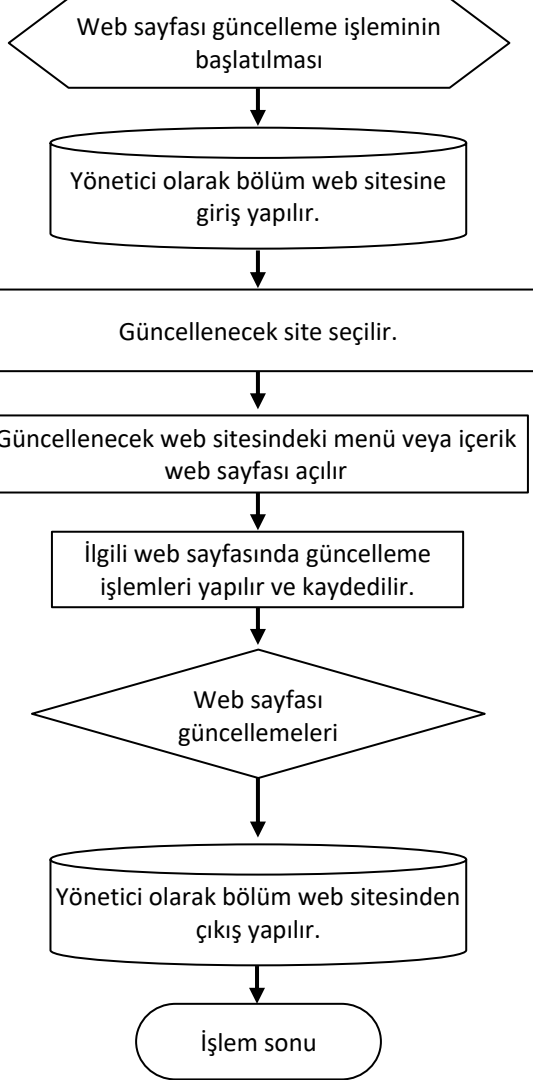 Web sayfası güncelleme işleminin
başlatılması
Yönetici olarak bölüm web sitesine
giriş yapılır.
Güncellenecek site seçilir.
Güncellenecek web sitesindeki menü veya içerik
web sayfası açılır
İlgili web sayfasında güncelleme
işlemleri yapılır ve kaydedilir.
Web sayfası
güncellemeleri
Yönetici olarak bölüm web sitesinden
çıkış yapılır.
İşlem sonu